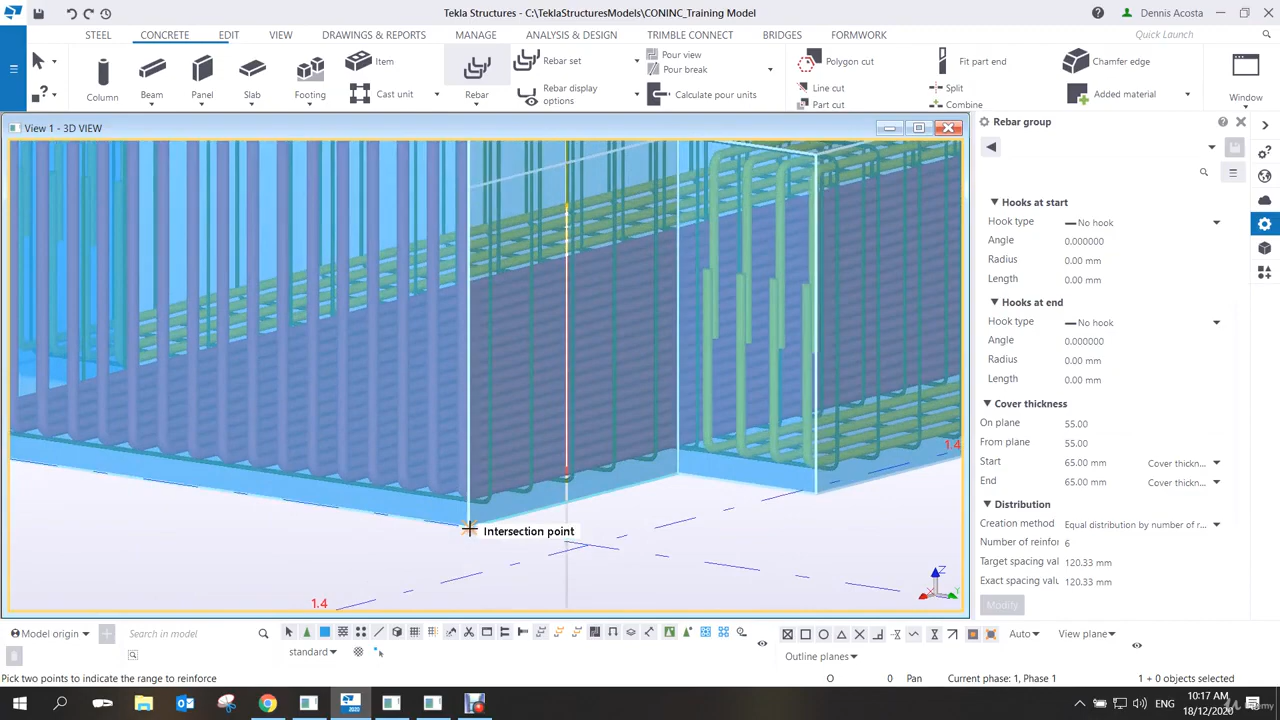 Tekla Structures - C:\TeklaStructuresModels\CONINC_Training Model
Dennis Acosta
STEEL CONCRETE EDIT VIEW DRAWINGS & REPORTS MANAGE ANALYSIS & DESIGN TRIMBLE CONNECT BRIDGES FORMWORK Quick Launch
Column Beam Panel Slab Footing Item Cast unit Rebar Rebar set Rebar display options Pour view Pour break Calculate pour units Polygon cut Line cut Part cut Fit part end Split Combine Chamfer edge Added material Window
View 1 - 3D VIEW
Intersection point
1.4
1.4
Z
Rebar group
Hooks at start
Hook type No hook
Angle 0.000000
Radius 0.00 mm
Length 0.00 mm
Hooks at end
Hook type No hook
Angle 0.000000
Radius 0.00 mm
Length 0.00 mm
Cover thickness
On plane 55.00
From plane 55.00
Start 65.00 mm Cover thickn...
End 65.00 mm Cover thickn...
Distribution
Creation method Equal distribution by number of r...
Number of reinfor 6
Target spacing val 120.33 mm
Exact spacing value 120.33 mm
Modify
Model origin Search in model
standard
Auto View plane
Outline planes
Pick two points to indicate the range to reinforce O 0 Pan Current phase: 1, Phase 1 1 + 0 objects selected
2020
ENG 10:17 AM
18/12/2020